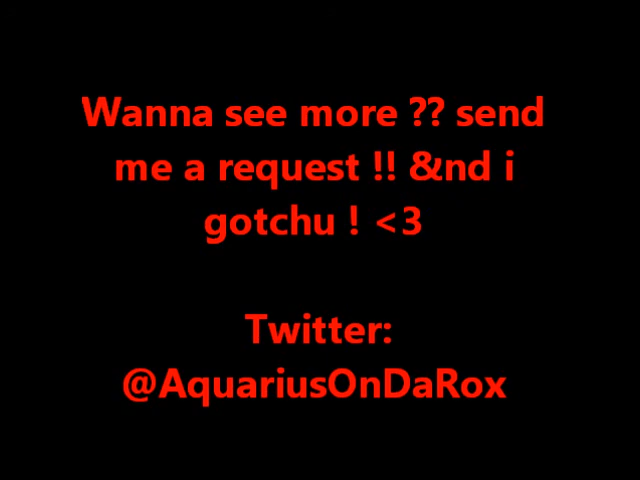 Wanna see more ?? send
me a request !! &nd i
gotchu ! <3
Twitter:
@AquariusOnDaRox